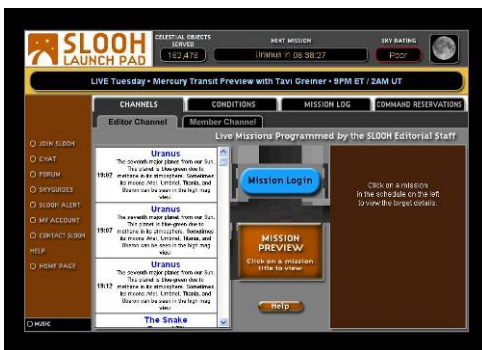 SLOOH
LAUNCH PAD
CELESTIAL OBJECTS
SERVED
182,478
NEXT MISSION
Uranus in 06:38:27
SKY RATING
Poor
LIVE Tuesday • Mercury Transit Preview with Tavi Greiner • 9PM ET / 2AM UT
CHANNELS
CONDITIONS
MISSION LOG
COMMAND RESERVATIONS
Editor Channel
Member Channel
Live Missions Programmed by the SLOOH Editorial Staff
JOIN SLOOH
CHAT
FORUM
SKYGUIDES
SLOOH ALERT
MY ACCOUNT
CONTACT SLOOH
HELP
HOME PAGE
MUSIC
Uranus
The seventh major planet from our Sun.
This planet is blue-green due to
19:02 methane in its atmosphere. Sometimes
its moons Ariel, Umbriel, Titania, and
Oberon can be seen in the high mag
view.
Uranus
The seventh major planet from our Sun.
This planet is blue-green due to
19:07 methane in its atmosphere. Sometimes
its moons Ariel, Umbriel, Titania, and
Oberon can be seen in the high mag
view.
Uranus
The seventh major planet from our Sun.
This planet is blue-green due to
19:12 methane in its atmosphere. Sometimes
its moons Ariel, Umbriel, Titania, and
Oberon can be seen in the high mag
view.
The Snake
Mission Login
MISSION
PREVIEW
Click on a mission
title to view
Help
Click on a mission
in the schedule on the left
to view the target details.